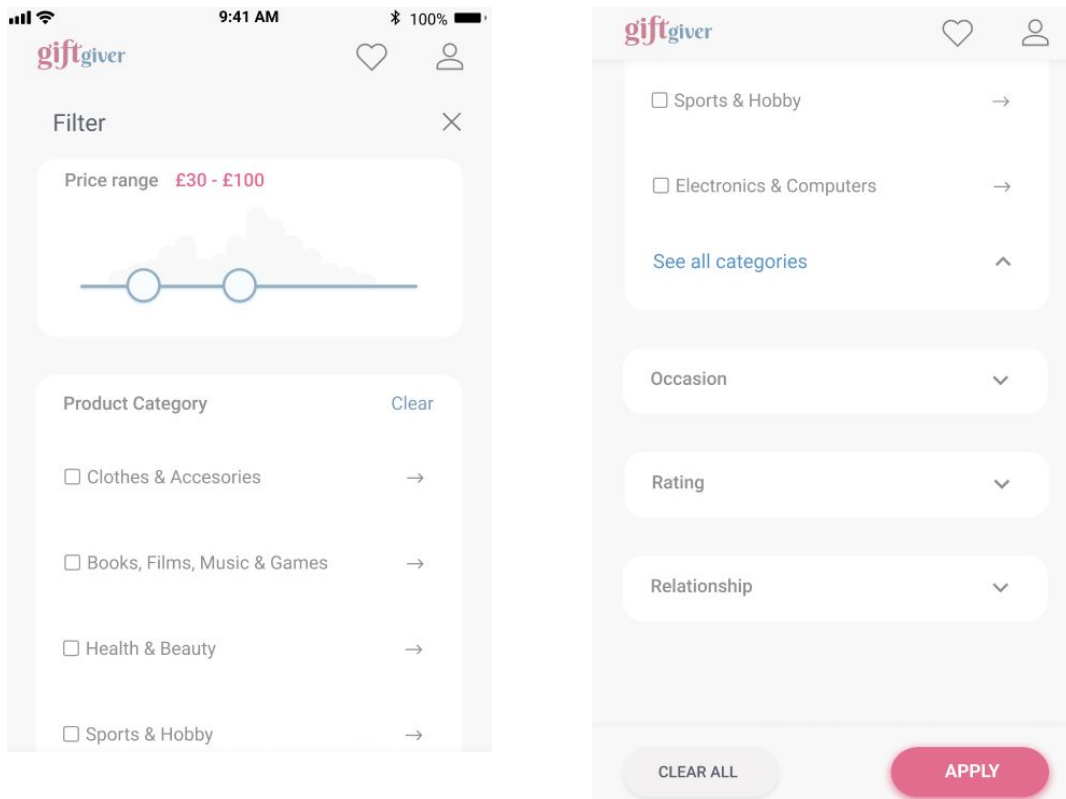 9:41 AM 100%
giftgiver
Filter
Price range £30 - £100
Product Category Clear
Clothes & Accesories
Books, Films, Music & Games
Health & Beauty
Sports & Hobby
giftgiver
Sports & Hobby
Electronics & Computers
See all categories
Occasion
Rating
Relationship
CLEAR ALL APPLY